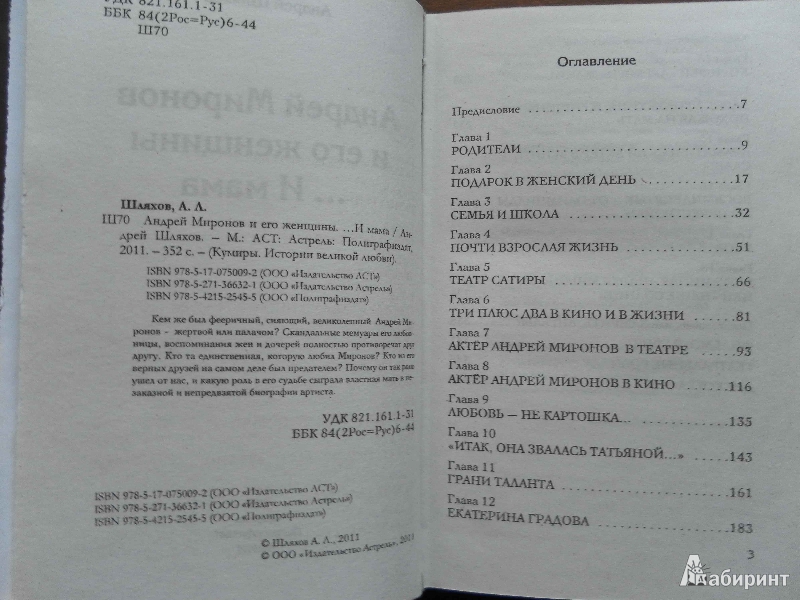 УДК 821.161.1-31
ББК 84(2Рос=Рус)6-44
Ш70
Шляхов, А. Л.
Ш70 Андрей Миронов и его женщины. ...И мама / Андрей Шляхов. – М.: АСТ: Астрель: Полиграфиздат,
2011. – 352 с. – (Кумиры. Истории великой любви).
ISBN 978-5-17-075009-2 (ООО «Издательство АСТ»)
ISBN 978-5-271-36632-1 (ООО «Издательство Астрель»)
ISBN 978-5-4215-2545-5 (ООО «Полиграфиздат»)
Кем же был фееричный, сияющий, великолепный Андрей Ми-
ронов – жертвой или палачом? Скандальные мемуары его любов-
ницы, воспоминания жен и дочерей полностью противоречат друг
другу. Кто та единственная, которую любил Миронов? Кто из его
верных друзей на самом деле был предателем? Почему он так рано
ушел от нас, и какую роль в его судьбе сыграла властная мать в не-
заказной и непредвзятой биографии артиста.
УДК 821.161.1-31
ББК 84(2Рос=Рус)6-44
ISBN 978-5-17-075009-2 (ООО «Издательство АСТ»)
ISBN 978-5-271-36632-1 (ООО «Издательство Астрель»)
ISBN 978-5-4215-2545-5 (ООО «Полиграфиздат»)
© Шляхов А. Л., 2011
© ООО «Издательство Астрель», 2011
Оглавление
Предисловие 7
Глава 1
РОДИТЕЛИ 9
Глава 2
ПОДАРОК В ЖЕНСКИЙ ДЕНЬ 17
Глава 3
СЕМЬЯ И ШКОЛА 32
Глава 4
ПОЧТИ ВЗРОСЛАЯ ЖИЗНЬ 51
Глава 5
ТЕАТР САТИРЫ 66
Глава 6
ТРИ ПЛЮС ДВА В КИНО И В ЖИЗНИ 81
Глава 7
АКТЁР АНДРЕЙ МИРОНОВ В ТЕАТРЕ 93
Глава 8
АКТЁР АНДРЕЙ МИРОНОВ В КИНО 116
Глава 9
ЛЮБОВЬ — НЕ КАРТОШКА... 135
Глава 10
«ИТАК, ОНА ЗВАЛАСЬ ТАТЬЯНОЙ...» 143
Глава 11
ГРАНИ ТАЛАНТА 161
Глава 12
ЕКАТЕРИНА ГРАДОВА 183
3
Лабиринт